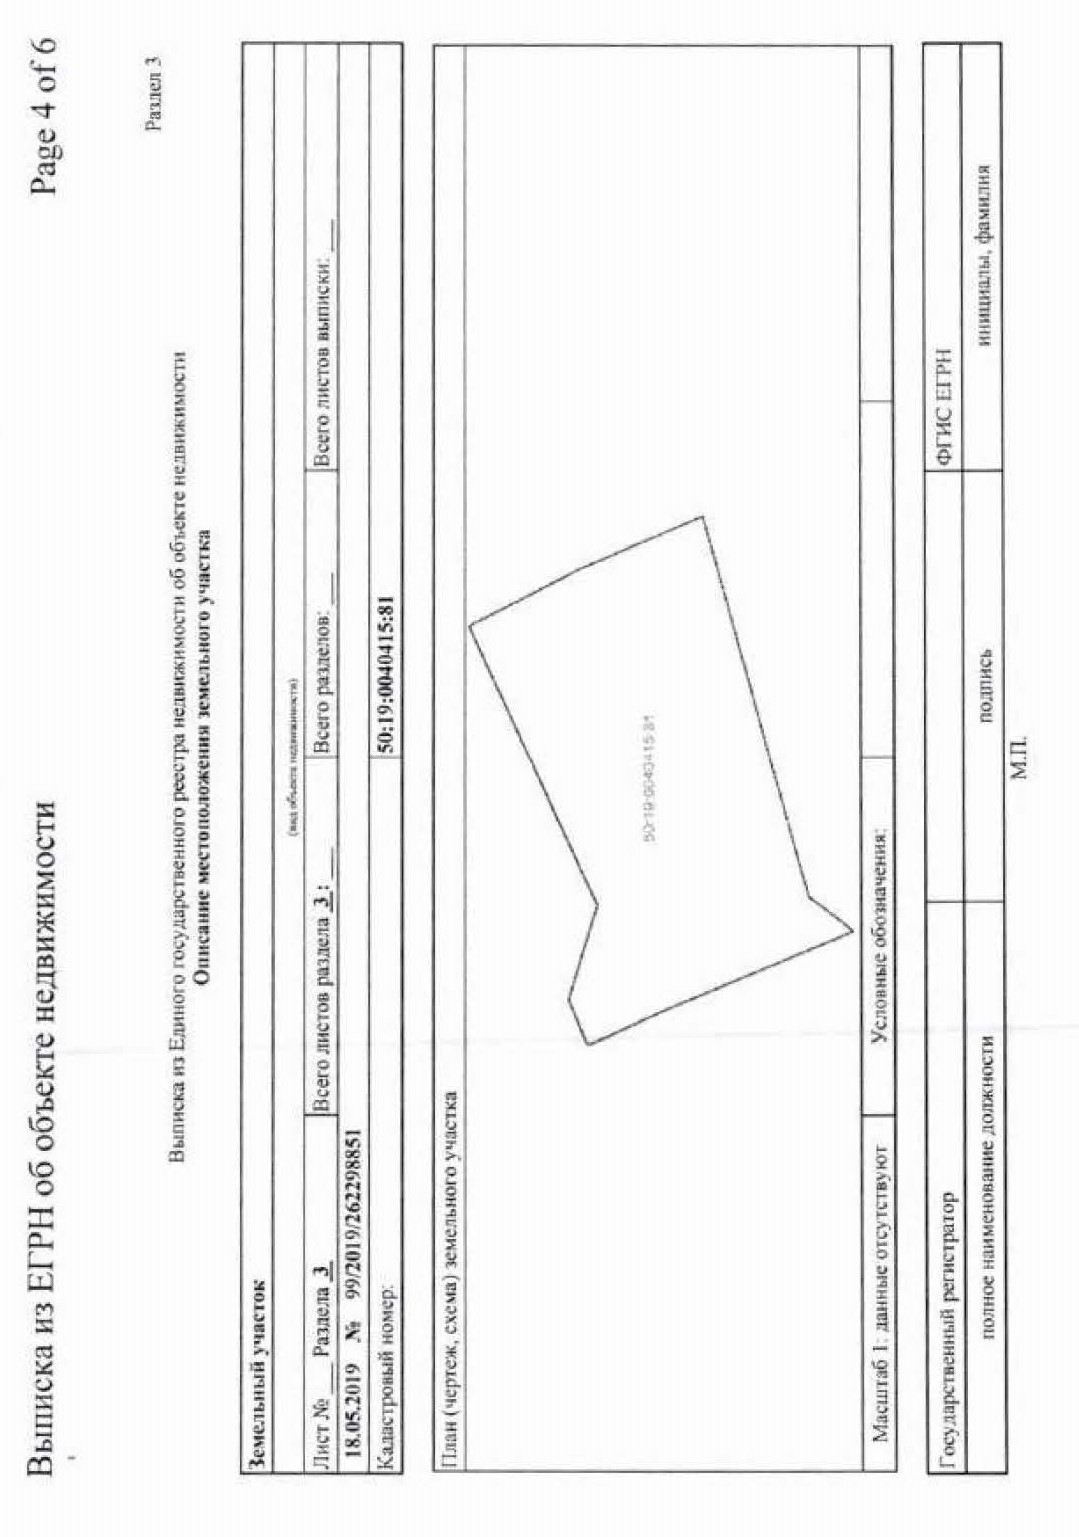 Выписка из ЕГРН об объекте недвижимости Page 4 of 6
Раздел 3
Выписка из Единого государственного реестра недвижимости об объекте недвижимости
Описание местоположения земельного участка
Земельный участок
(вид объекта недвижимости)
Лист № ___ Раздела 3 Всего листов раздела 3 : ___ Всего разделов: ___ Всего листов выписки: ___
18.05.2019 № 99/2019/262298851
Кадастровый номер: 50:19:0040415:81
План (чертеж, схема) земельного участка
50:19:0040415:81
Масштаб 1: данные отсутствуют Условные обозначения:
Государственный регистратор ФГИС ЕГРН
полное наименование должности подпись инициалы, фамилия
М.П.